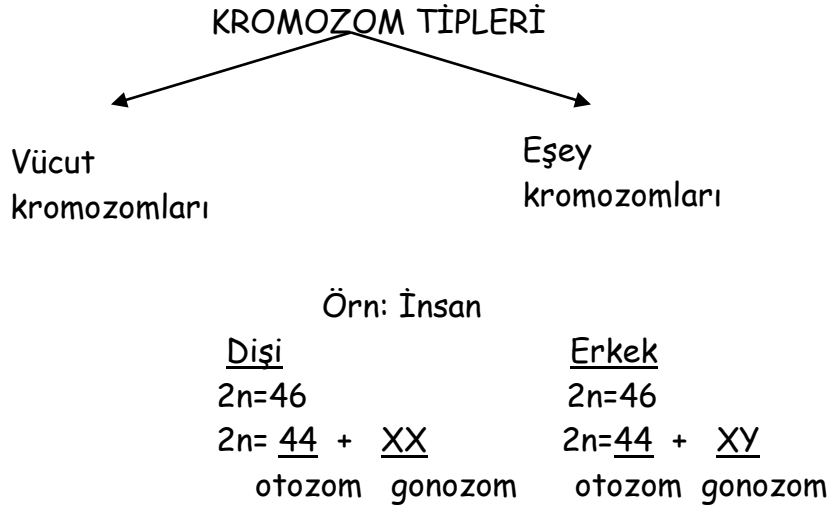 KROMOZOM TİPLERİ
Vücut
kromozomları
Eşey
kromozomları
Örn: İnsan
Dişi Erkek
2n=46 2n=46
2n= 44 + XX 2n=44 + XY
otozom gonozom otozom gonozom